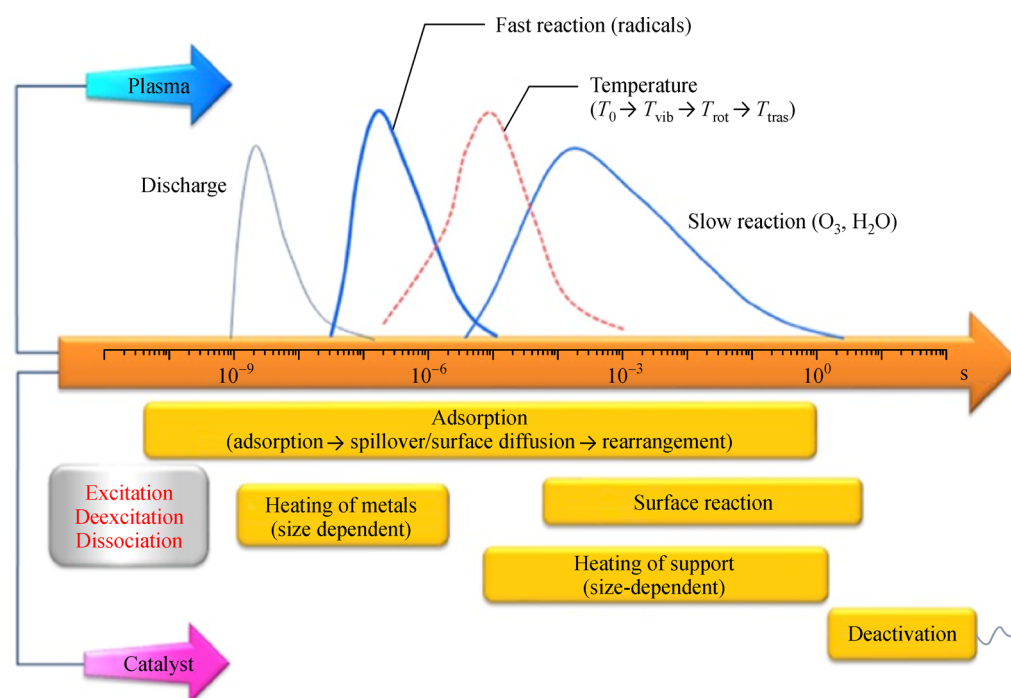 Fast reaction (radicals)
Plasma
Temperature
(T₀ → Tvib → Trot → Ttras)
Discharge
Slow reaction (O₃, H₂O)
10⁻⁹ 10⁻⁶ 10⁻³ 10⁰ s
Adsorption
(adsorption → spillover/surface diffusion → rearrangement)
Excitation
Deexcitation
Dissociation
Heating of metals
(size dependent)
Surface reaction
Heating of support
(size-dependent)
Deactivation
Catalyst